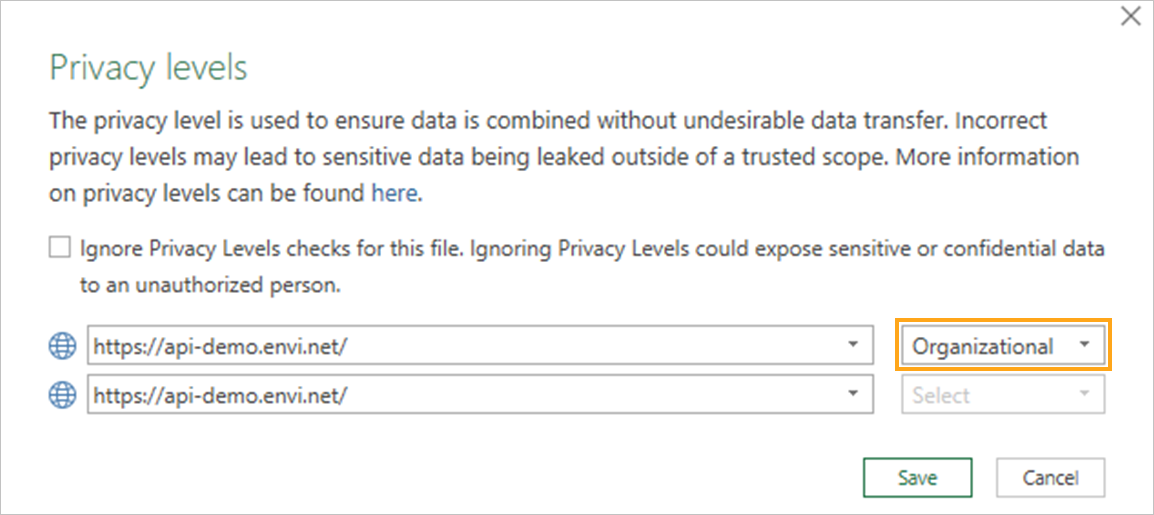 Privacy levels
The privacy level is used to ensure data is combined without undesirable data transfer. Incorrect
privacy levels may lead to sensitive data being leaked outside of a trusted scope. More information
on privacy levels can be found here.
Ignore Privacy Levels checks for this file. Ignoring Privacy Levels could expose sensitive or confidential data
to an unauthorized person.
https://api-demo.envi.net/ Organizational
https://api-demo.envi.net/ Select
Save Cancel